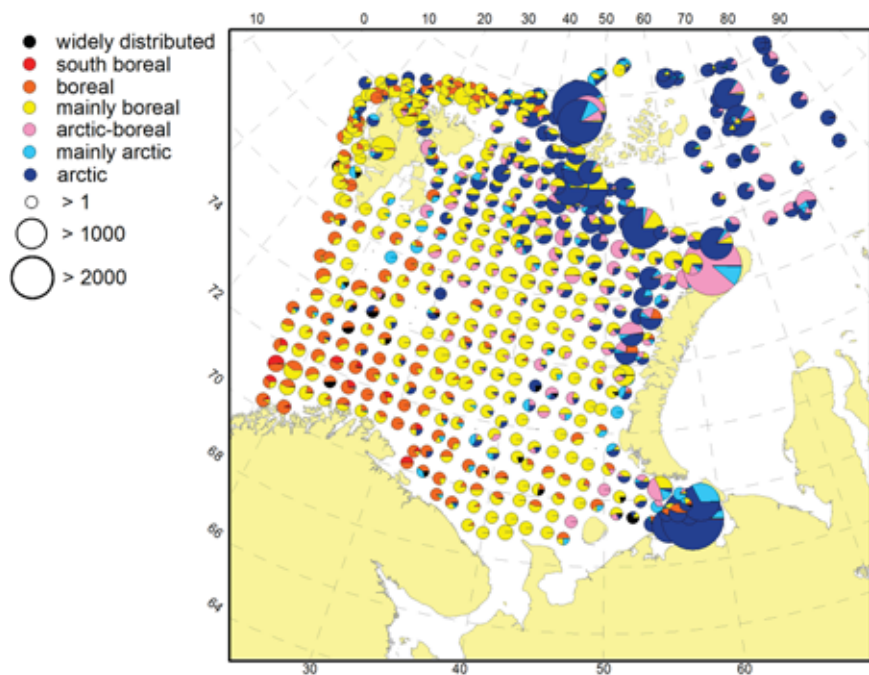 10 0 10 20 30 40 50 60 70 80 90
widely distributed
south boreal
boreal
mainly boreal
arctic-boreal
mainly arctic
arctic
> 1
> 1000
> 2000
74
72
70
68
66
64
30 40 50 60